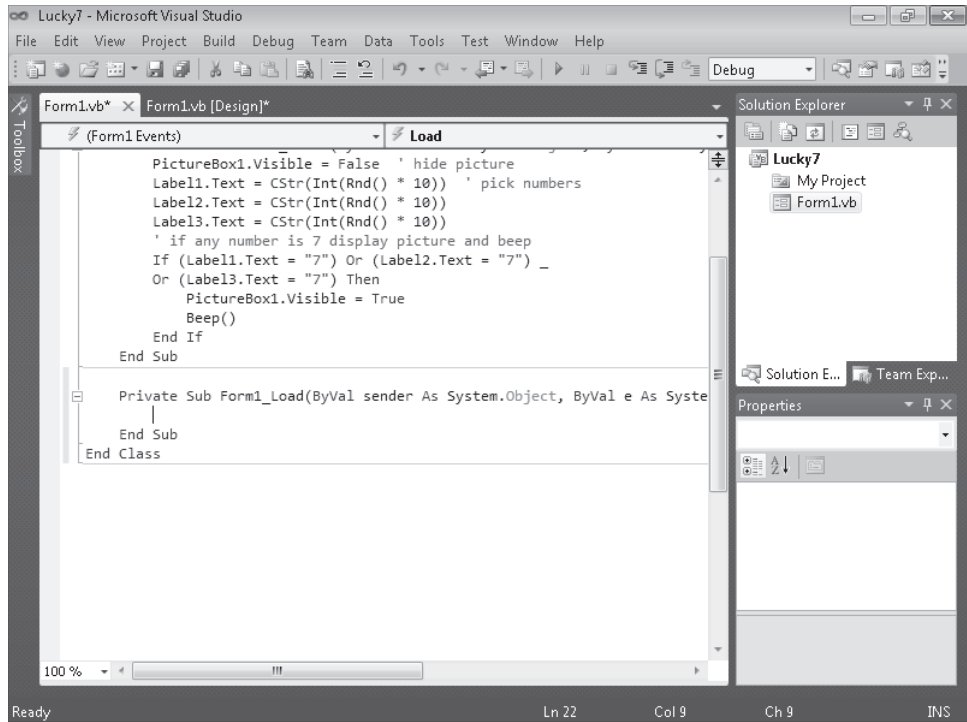 Lucky7 - Microsoft Visual Studio
File Edit View Project Build Debug Team Data Tools Test Window Help
Debug
Toolbox
Form1.vb* Form1.vb [Design]*
(Form1 Events)
Load
PictureBox1.Visible = False ' hide picture
Label1.Text = CStr(Int(Rnd() * 10)) ' pick numbers
Label2.Text = CStr(Int(Rnd() * 10))
Label3.Text = CStr(Int(Rnd() * 10))
' if any number is 7 display picture and beep
If (Label1.Text = "7") Or (Label2.Text = "7") _
Or (Label3.Text = "7") Then
PictureBox1.Visible = True
Beep()
End If
End Sub
Private Sub Form1_Load(ByVal sender As System.Object, ByVal e As Syste
End Sub
End Class
100 %
Solution Explorer
Lucky7
My Project
Form1.vb
Solution E... Team Exp...
Properties
Ready
Ln 22
Col 9
Ch 9
INS